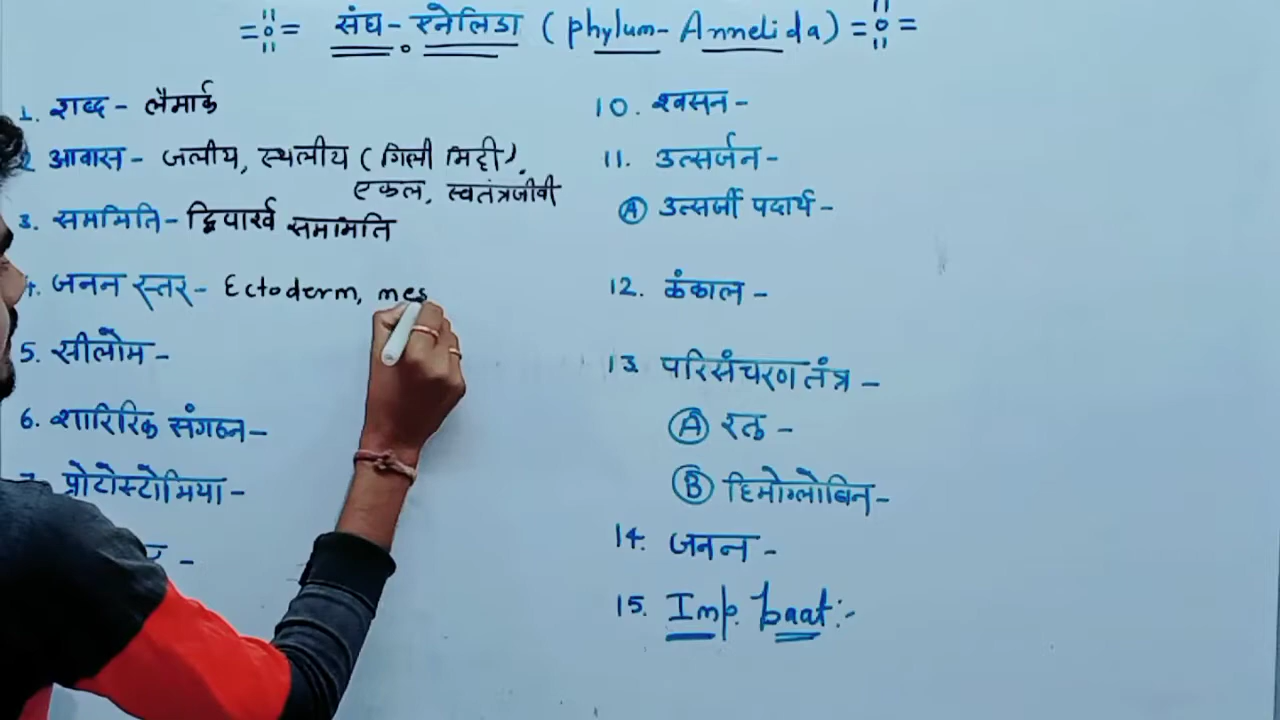 संघ - एनेलिडा (phylum - Annelida)
1. शब्द - लैमार्क
2 आवास - जलीय, स्थलीय (गिली मिट्टी),
एकल, स्वतंत्रजीवी
3. सममिति - द्विपार्श्व सममिति
4. जनन स्तर - Ectoderm, mes
5. सीलोम -
6. शारिरिक संगठन -
7. प्रोटोस्टोमिया -
10. श्वसन -
11. उत्सर्जन -
(A) उत्सर्जी पदार्थ -
12. कंकाल -
13. परिसंचरण तंत्र -
(A) रक्त -
(B) हिमोग्लोबिन -
14. जनन -
15. Imp. baat :-